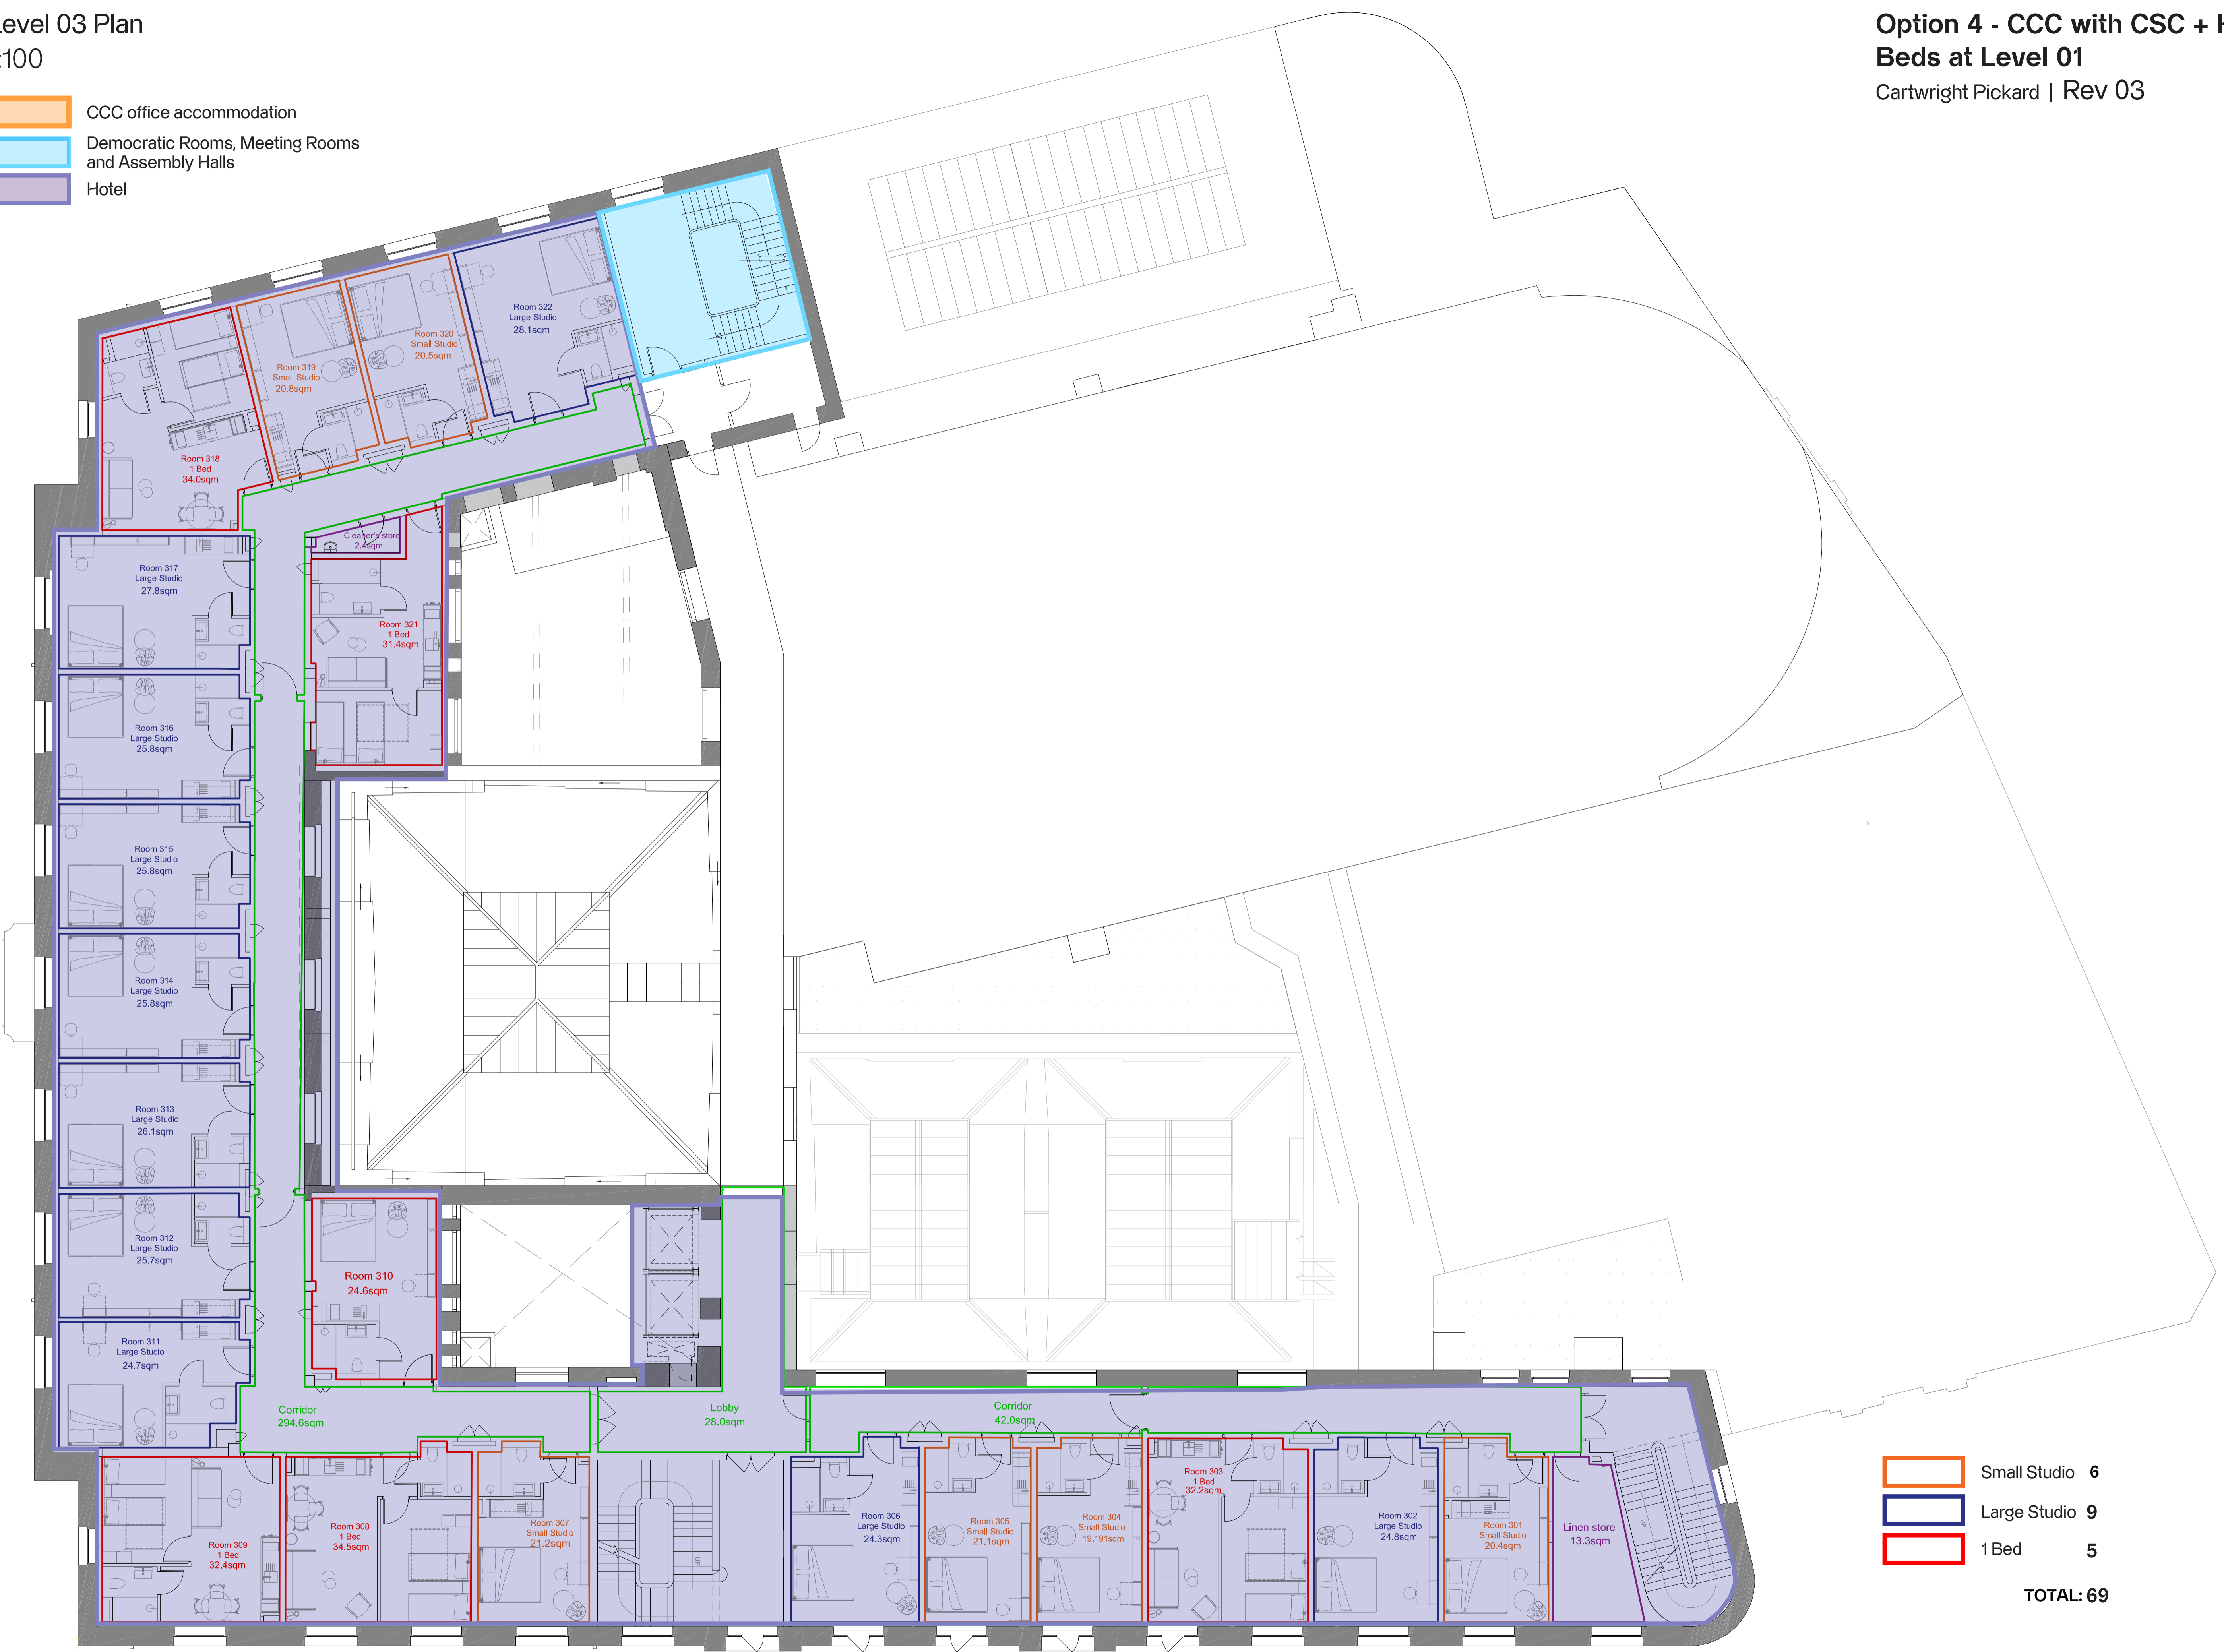 evel 03 Plan
:100
CCC office accommodation
Democratic Rooms, Meeting Rooms
and Assembly Halls
Hotel
Option 4 - CCC with CSC +
Beds at Level 01
Cartwright Pickard | Rev 03
Room 322
Large Studio
28.1sqm
Room 320
Small Studio
20.5sqm
Room 319
Small Studio
20.8sqm
Room 318
1 Bed
34.0sqm
Cleaner's store
2.4sqm
Room 317
Large Studio
27.8sqm
Room 321
1 Bed
31.4sqm
Room 316
Large Studio
25.8sqm
Room 315
Large Studio
25.8sqm
Room 314
Large Studio
25.8sqm
Room 313
Large Studio
26.1sqm
Room 312
Large Studio
25.7sqm
Room 310
24.6sqm
Room 311
Large Studio
24.7sqm
Corridor
294.6sqm
Lobby
28.0sqm
Corridor
42.0sqm
Room 309
1 Bed
32.4sqm
Room 308
1 Bed
34.5sqm
Room 307
Small Studio
21.2sqm
Room 306
Large Studio
24.3sqm
Room 305
Small Studio
21.1sqm
Room 304
Small Studio
19.191sqm
Room 303
1 Bed
32.2sqm
Room 302
Large Studio
24.8sqm
Room 301
Small Studio
20.4sqm
Linen store
13.3sqm
Small Studio 6
Large Studio 9
1 Bed 5
TOTAL: 69